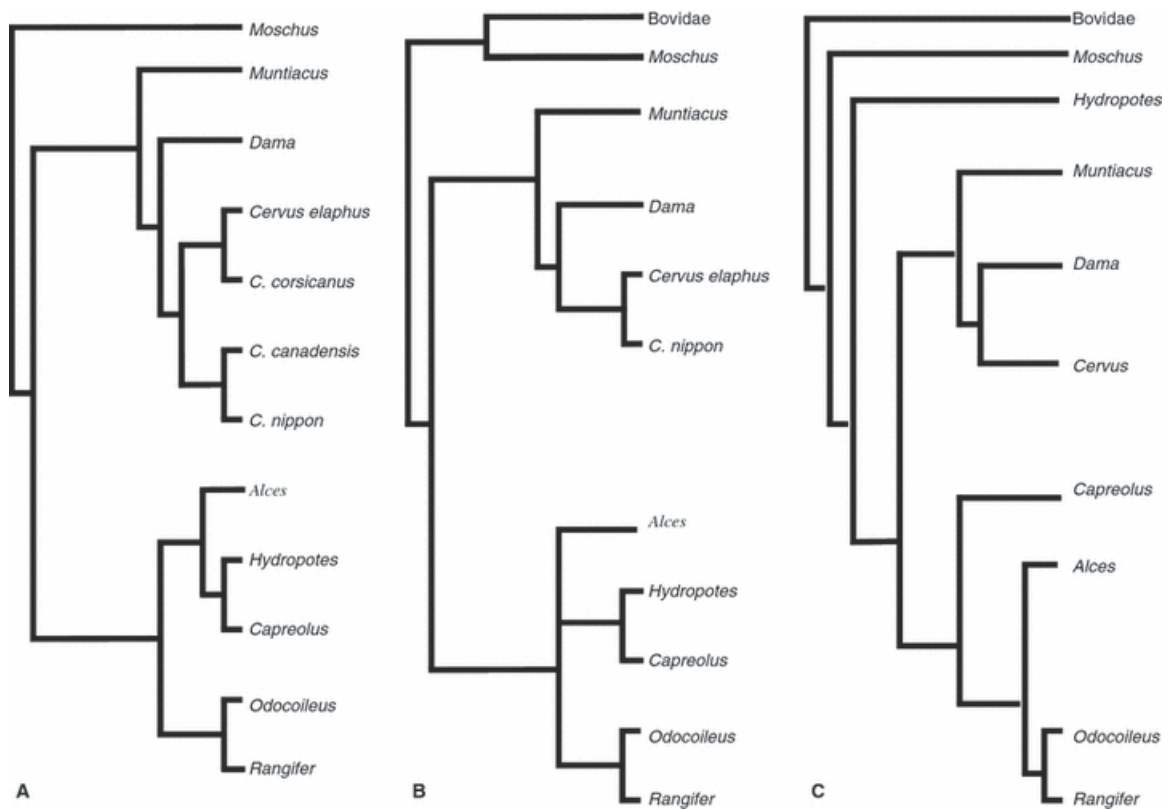 Moschus
Muntiacus
Dama
Cervus elaphus
C. corsicanus
C. canadensis
C. nippon
Alces
Hydropotes
Capreolus
Odocoileus
Rangifer
A
Bovidae
Moschus
Muntiacus
Dama
Cervus elaphus
C. nippon
Alces
Hydropotes
Capreolus
Odocoileus
Rangifer
B
Bovidae
Moschus
Hydropotes
Muntiacus
Dama
Cervus
Capreolus
Alces
Odocoileus
Rangifer
C